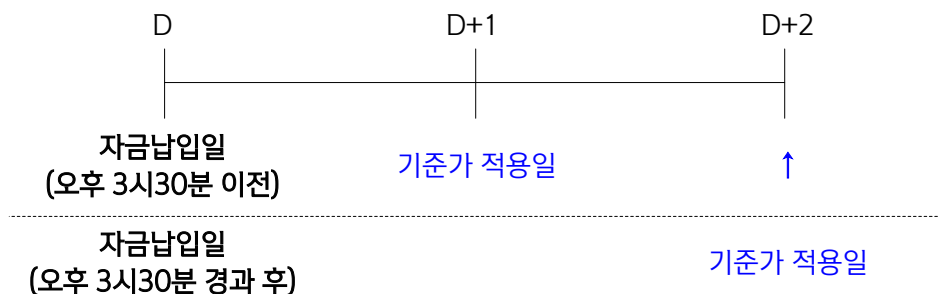 D D+1 D+2
자금납입일
(오후 3시30분 이전)
기준가 적용일
↑
자금납입일
(오후 3시30분 경과 후)
기준가 적용일